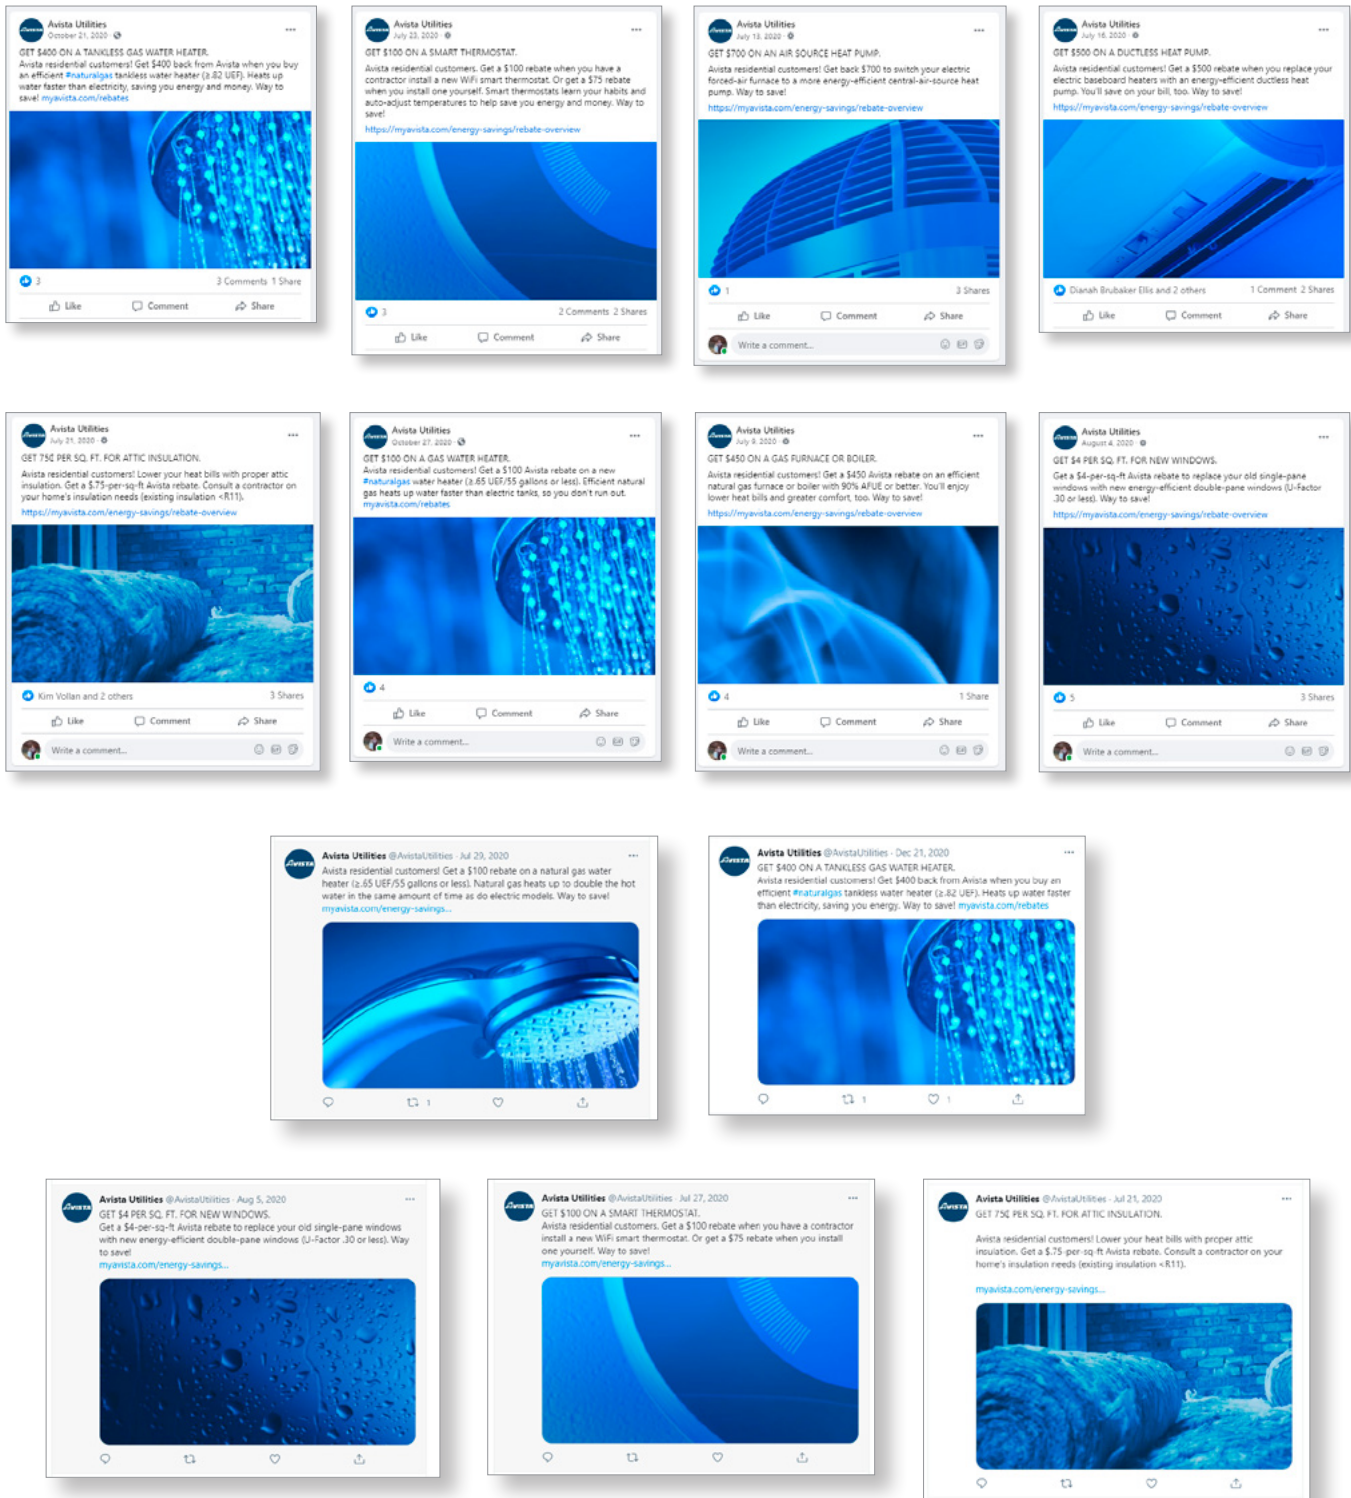 Avista Utilities
October 21, 2020
GET $400 ON A TANKLESS GAS WATER HEATER.
Avista residential customers! Get $400 back from Avista when you buy
an efficient #naturalgas tankless water heater (≥.82 UEF). Heats up
water faster than electricity, saving you energy and money. Way to
save! myavista.com/rebates
3
3 Comments 1 Share
Like Comment Share
Avista Utilities
July 23, 2020
GET $100 ON A SMART THERMOSTAT.
Avista residential customers. Get a $100 rebate when you have a
contractor install a new WiFi smart thermostat. Or get a $75 rebate
when you install one yourself. Smart thermostats learn your habits and
auto-adjust temperatures to help save you energy and money. Way to
save!
https://myavista.com/energy-savings/rebate-overview
3
2 Comments 2 Shares
Like Comment Share
Avista Utilities
July 13, 2020
GET $700 ON AN AIR SOURCE HEAT PUMP.
Avista residential customers! Get back $700 to switch your electric
forced-air furnace to a more energy-efficient central-air-source heat
pump. Way to save!
https://myavista.com/energy-savings/rebate-overview
1
3 Shares
Like Comment Share
Write a comment...
Avista Utilities
July 16, 2020
GET $500 ON A DUCTLESS HEAT PUMP.
Avista residential customers! Get a $500 rebate when you replace your
electric baseboard heaters with an energy-efficient ductless heat
pump. You'll save on your bill, too. Way to save!
https://myavista.com/energy-savings/rebate-overview
Dianah Brubaker Ellis and 2 others
1 Comment 2 Shares
Like Comment Share
Avista Utilities
July 21, 2020
GET 75¢ PER SQ. FT. FOR ATTIC INSULATION.
Avista residential customers! Lower your heat bills with proper attic
insulation. Get a $.75-per-sq-ft Avista rebate. Consult a contractor on
your home's insulation needs (existing insulation <R11).
https://myavista.com/energy-savings/rebate-overview
Kim Vollan and 2 others
3 Shares
Like Comment Share
Write a comment...
Avista Utilities
October 27, 2020
GET $100 ON A GAS WATER HEATER.
Avista residential customers! Get a $100 Avista rebate on a new
#naturalgas water heater (≥.65 UEF/55 gallons or less). Efficient natural
gas heats up water faster than electric tanks, so you don't run out.
myavista.com/rebates
4
Like Comment Share
Write a comment...
Avista Utilities
July 9, 2020
GET $450 ON A GAS FURNACE OR BOILER.
Avista residential customers! Get a $450 Avista rebate on an efficient
natural gas furnace or boiler with 90% AFUE or better. You'll enjoy
lower heat bills and greater comfort, too. Way to save!
https://myavista.com/energy-savings/rebate-overview
4
1 Share
Like Comment Share
Write a comment...
Avista Utilities
August 4, 2020
GET $4 PER SQ. FT. FOR NEW WINDOWS.
Get a $4-per-sq-ft Avista rebate to replace your old single-pane
windows with new energy-efficient double-pane windows (U-Factor
.30 or less). Way to save!
https://myavista.com/energy-savings/rebate-overview
5
3 Shares
Like Comment Share
Write a comment...
AVISTA
Avista Utilities @AvistaUtilities · Jul 29, 2020
Avista residential customers! Get a $100 rebate on a natural gas water
heater (≥.65 UEF/55 gallons or less). Natural gas heats up to double the hot
water in the same amount of time as do electric models. Way to save!
myavista.com/energy-savings...
1
AVISTA
Avista Utilities @AvistaUtilities · Dec 21, 2020
GET $400 ON A TANKLESS GAS WATER HEATER.
Avista residential customers! Get $400 back from Avista when you buy an
efficient #naturalgas tankless water heater (≥.82 UEF). Heats up water faster
than electricity, saving you energy. Way to save! myavista.com/rebates
1 1
AVISTA
Avista Utilities @AvistaUtilities · Aug 5, 2020
GET $4 PER SQ. FT. FOR NEW WINDOWS.
Get a $4-per-sq-ft Avista rebate to replace your old single-pane windows
with new energy-efficient double-pane windows (U-Factor .30 or less). Way
to save!
myavista.com/energy-savings...
AVISTA
Avista Utilities @AvistaUtilities · Jul 27, 2020
GET $100 ON A SMART THERMOSTAT.
Avista residential customers. Get a $100 rebate when you have a contractor
install a new WiFi smart thermostat. Or get a $75 rebate when you install
one yourself. Way to save!
myavista.com/energy-savings...
AVISTA
Avista Utilities @AvistaUtilities · Jul 21, 2020
GET 75¢ PER SQ. FT. FOR ATTIC INSULATION.
Avista residential customers! Lower your heat bills with proper attic
insulation. Get a $.75-per-sq-ft Avista rebate. Consult a contractor on your
home's insulation needs (existing insulation <R11).
myavista.com/energy-savings...